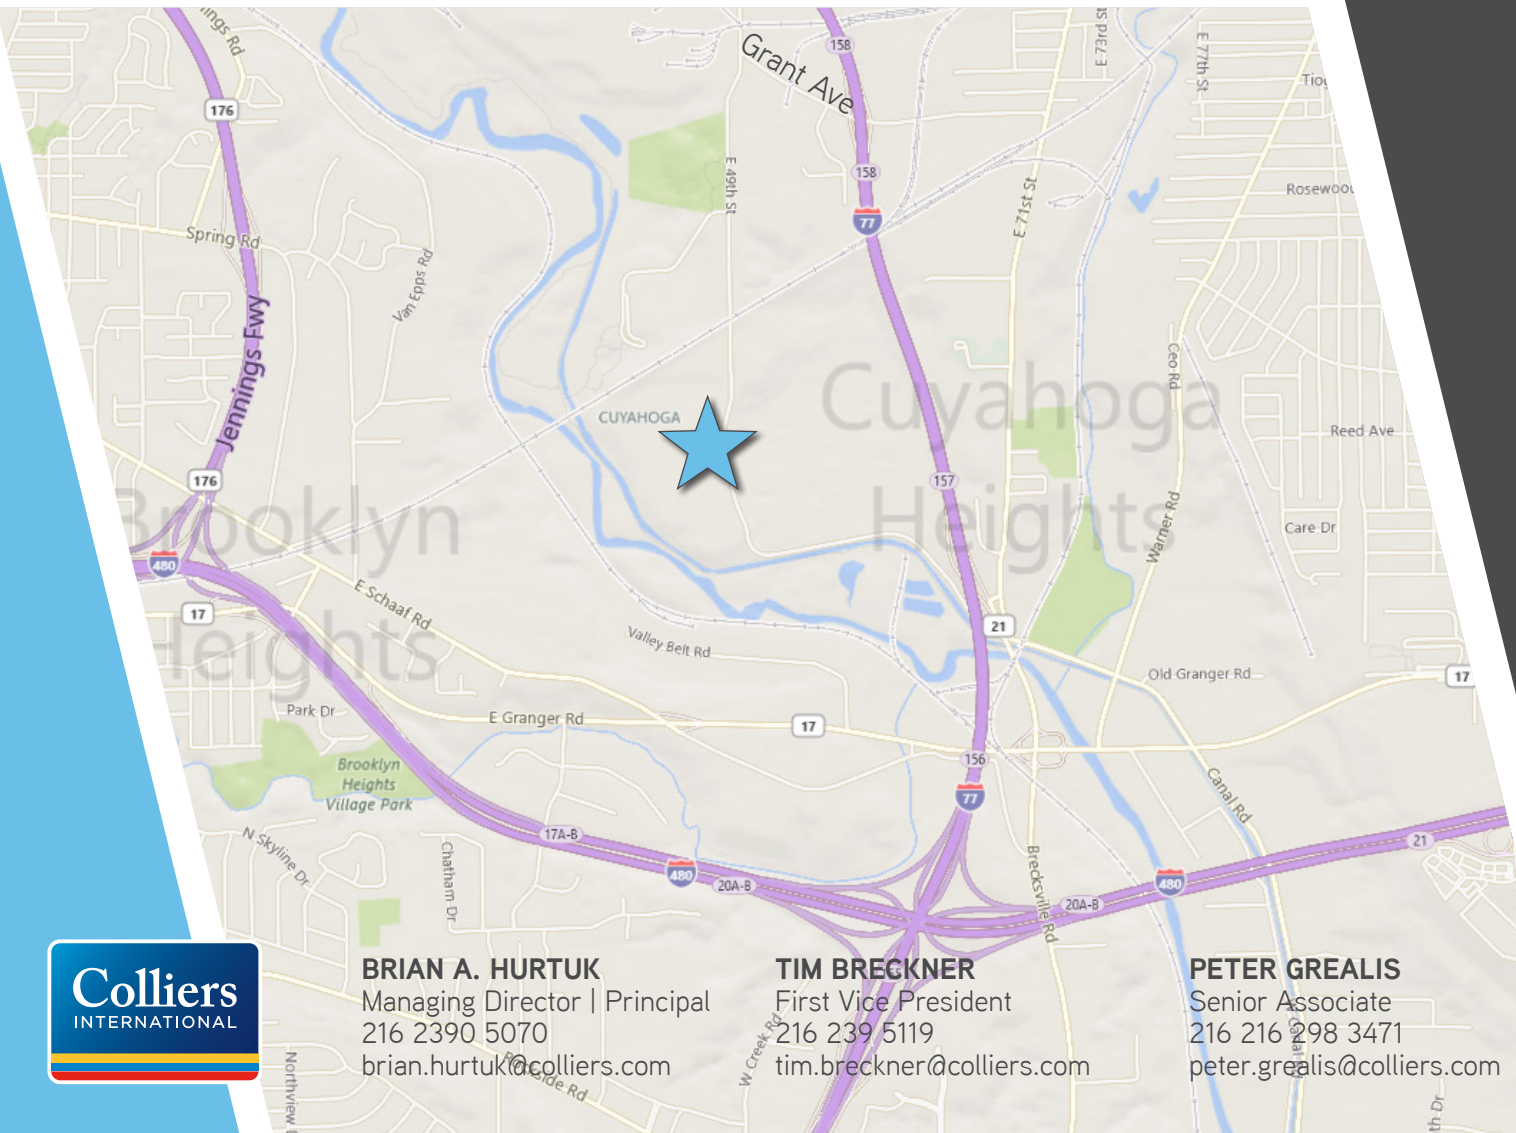 Grant Ave
158
E 73rd St
E 77th St
176
158
E 49th St
77
E 71st St
Spring Rd
Van Epps Rd
Jennings Fwy
Ceo Rd
CUYAHOGA
Cuyahoga
Heights
Reed Ave
176
157
Brooklyn
Heights
Care Dr
Warner Rd
480
E Schaaf Rd
17
21
Valley Belt Rd
Old Granger Rd
17
Park Dr
E Granger Rd
17
156
Brooklyn
Heights
Village Park
77
Canal Rd
N Skyline Dr
17A-B
21
Chatham Dr
480
20A-B
480
20A-B
Brecksville Rd
W Creek Rd
Colliers
INTERNATIONAL
BRIAN A. HURTUK
Managing Director | Principal
216 2390 5070
brian.hurtuk@colliers.com
TIM BRECKNER
First Vice President
216 239 5119
tim.breckner@colliers.com
PETER GREALIS
Senior Associate
216 216 298 3471
peter.grealis@colliers.com